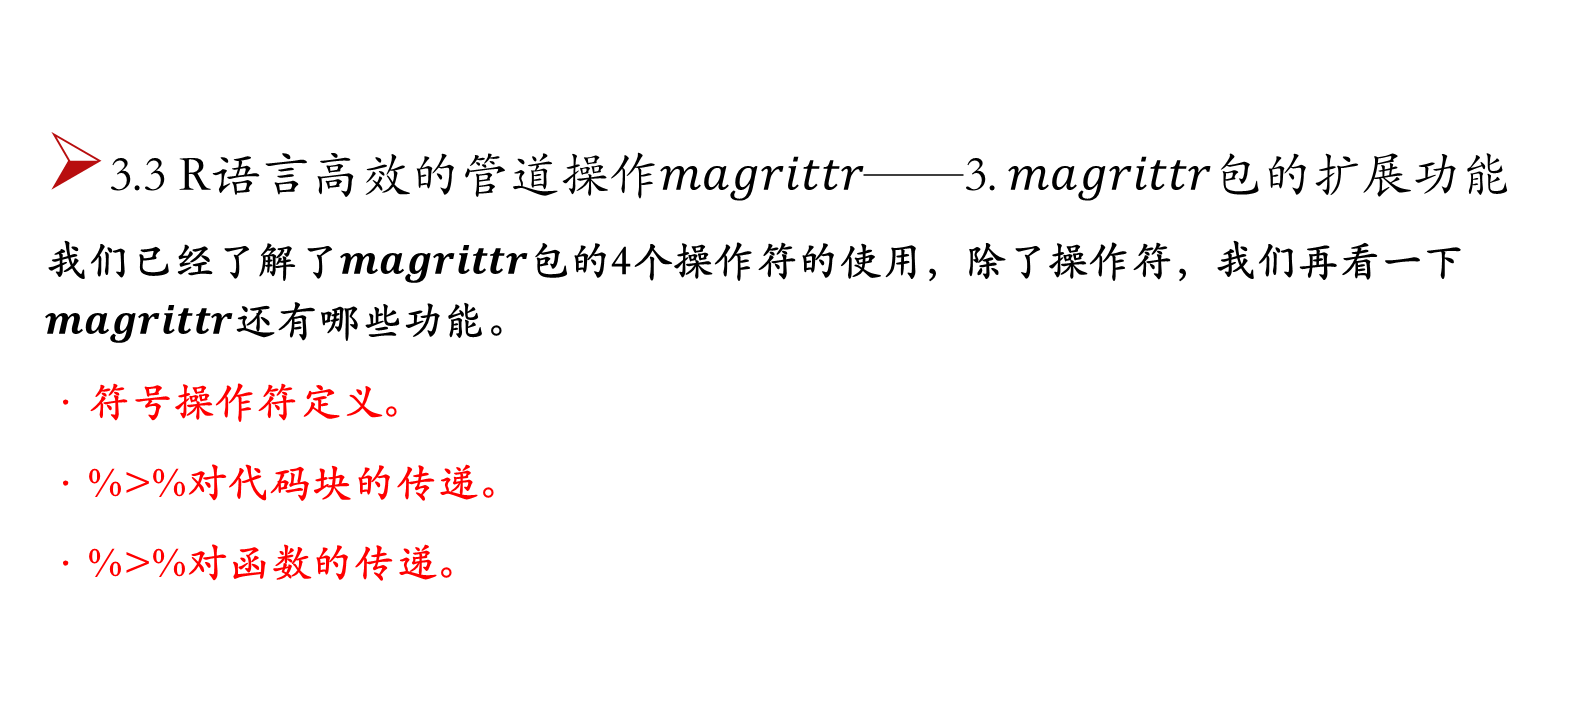 3.3 R语言高效的管道操作magrittr——3. magrittr包的扩展功能
我们已经了解了magrittr包的4个操作符的使用，除了操作符，我们再看一下
magrittr还有哪些功能。
· 符号操作符定义。
· %>%对代码块的传递。
· %>%对函数的传递。